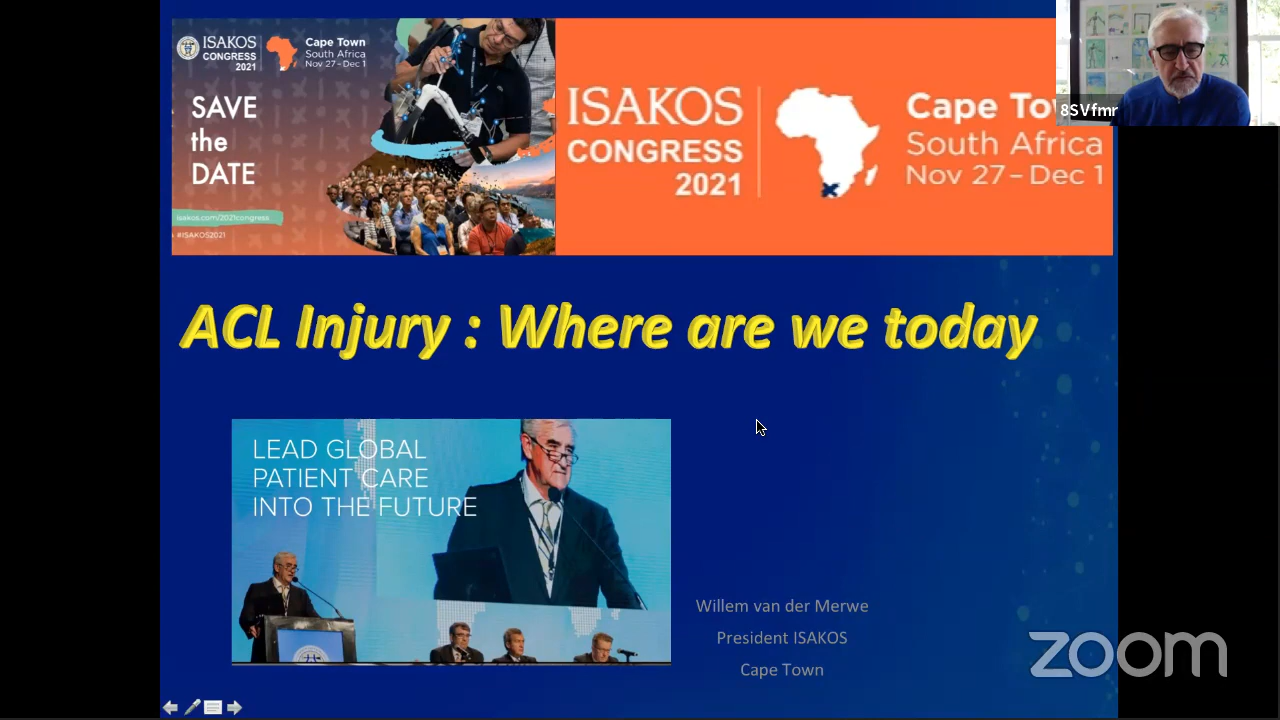 ISAKOS
CONGRESS
2021
Cape Town
South Africa
Nov 27-Dec 1
SAVE
the
DATE
isakos.com/2021congress
#ISAKOS2021
ISAKOS
CONGRESS
2021
Cape To
South Africa
Nov 27-Dec 1
8SVfmr
ACL Injury : Where are we today
LEAD GLOBAL
PATIENT CARE
INTO THE FUTURE
Willem van der Merwe
President ISAKOS
Cape Town
zoom